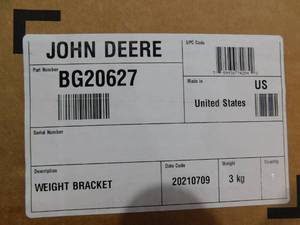 JOHN DEERE
UPC Code
Part Number
BG20627
Made in
US
United States
Serial Number
Description
WEIGHT BRACKET
Date Code
20210709
Weight
3 kg
Quantity